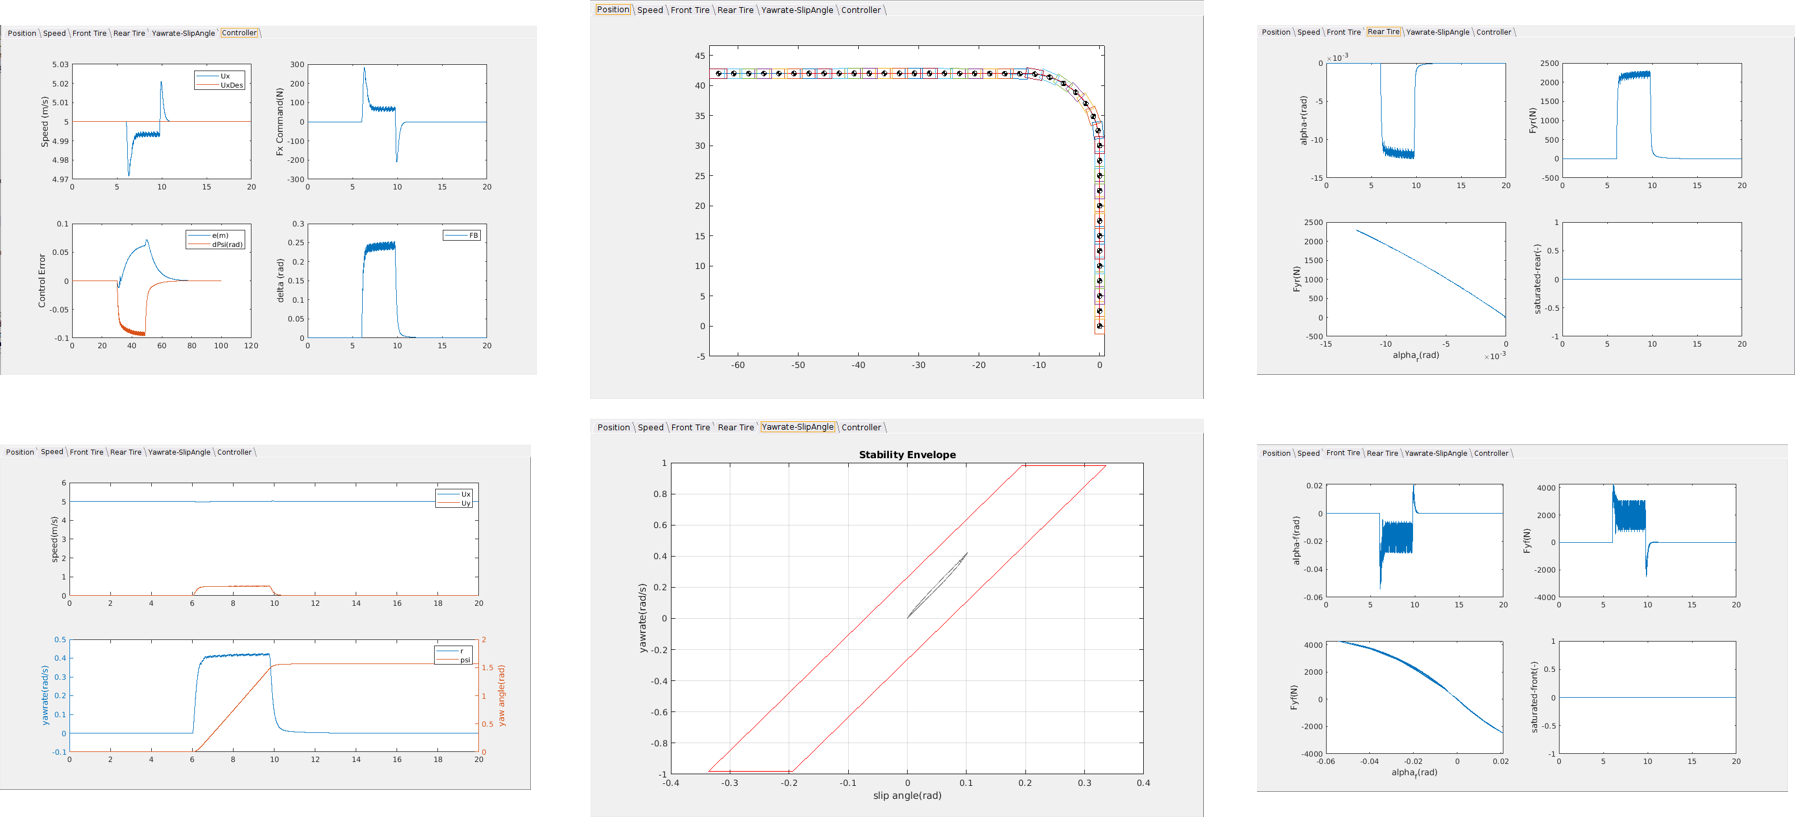 Position Speed Front Tire Rear Tire Yawrate-SlipAngle Controller
5.03
5.02
5.01
5
4.99
4.98
4.97
Speed (m/s)
Ux
UxDes
0 5 10 15 20
300
200
100
0
-100
-200
-300
Fx Command(N)
0 5 10 15 20
0.1
0.05
0
-0.05
-0.1
Control Error
e(m)
dPsi(rad)
0 20 40 60 80 100 120
0.3
0.25
0.2
0.15
0.1
0.05
0
delta (rad)
FB
0 5 10 15 20
Position Speed Front Tire Rear Tire Yawrate-SlipAngle Controller
45
40
35
30
25
20
15
10
5
0
-5
-60 -50 -40 -30 -20 -10 0
Position Speed Front Tire Rear Tire Yawrate-SlipAngle Controller
×10-3
0
-5
-10
-15
alpha-r(rad)
0 5 10 15 20
2500
2000
1500
1000
500
0
-500
Fyr(N)
0 5 10 15 20
2500
2000
1500
1000
500
0
-500
Fyr(N)
-15 -10 -5 0
alphar(rad)
×10-3
1
0.5
0
-0.5
-1
saturated-rear(-)
0 5 10 15 20
Position Speed Front Tire Rear Tire Yawrate-SlipAngle Controller
6
5
4
3
2
1
0
speed(m/s)
Ux
Uy
0 2 4 6 8 10 12 14 16 18 20
0.5
0.4
0.3
0.2
0.1
0
-0.1
yawrate(rad/s)
r
psi
2
1.5
1
0.5
0
yaw angle(rad)
0 2 4 6 8 10 12 14 16 18 20
Position Speed Front Tire Rear Tire Yawrate-SlipAngle Controller
Stability Envelope
1
0.8
0.6
0.4
0.2
0
-0.2
-0.4
-0.6
-0.8
-1
yawrate(rad/s)
-0.4 -0.3 -0.2 -0.1 0 0.1 0.2 0.3 0.4
slip angle(rad)
Position Speed Front Tire Rear Tire Yawrate-SlipAngle Controller
0.02
0
-0.02
-0.04
-0.06
alpha-f(rad)
0 5 10 15 20
4000
2000
0
-2000
-4000
Fyf(N)
0 5 10 15 20
4000
2000
0
-2000
-4000
Fyf(N)
-0.06 -0.04 -0.02 0 0.02
alphaf(rad)
1
0.5
0
-0.5
-1
saturated-front(-)
0 5 10 15 20